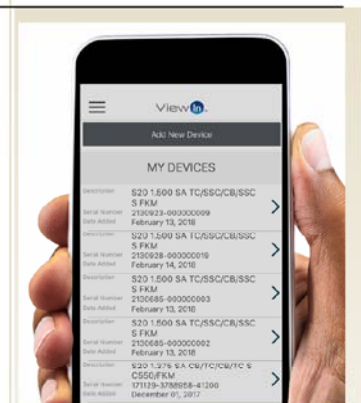 View In.
Add New Device
MY DEVICES
Description S20 1.500 SA TC/SSC/CB/SSC
S FKM
Serial Number 2130923-000000009
Date Added February 13, 2018
Description S20 1.500 SA TC/SSC/CB/SSC
S FKM
Serial Number 2130928-000000019
Date Added February 14, 2018
Description S20 1.500 SA TC/SSC/CB/SSC
S FKM
Serial Number 2130685-000000003
Date Added February 13, 2018
Description S20 1.500 SA TC/SSC/CB/SSC
S FKM
Serial Number 2130685-000000002
Date Added February 13, 2018
Description S20 1.375 SA CB/TC/CB/TC S
C550/FKM
Serial Number 171129-3788958-41200
Date Added December 01, 2017